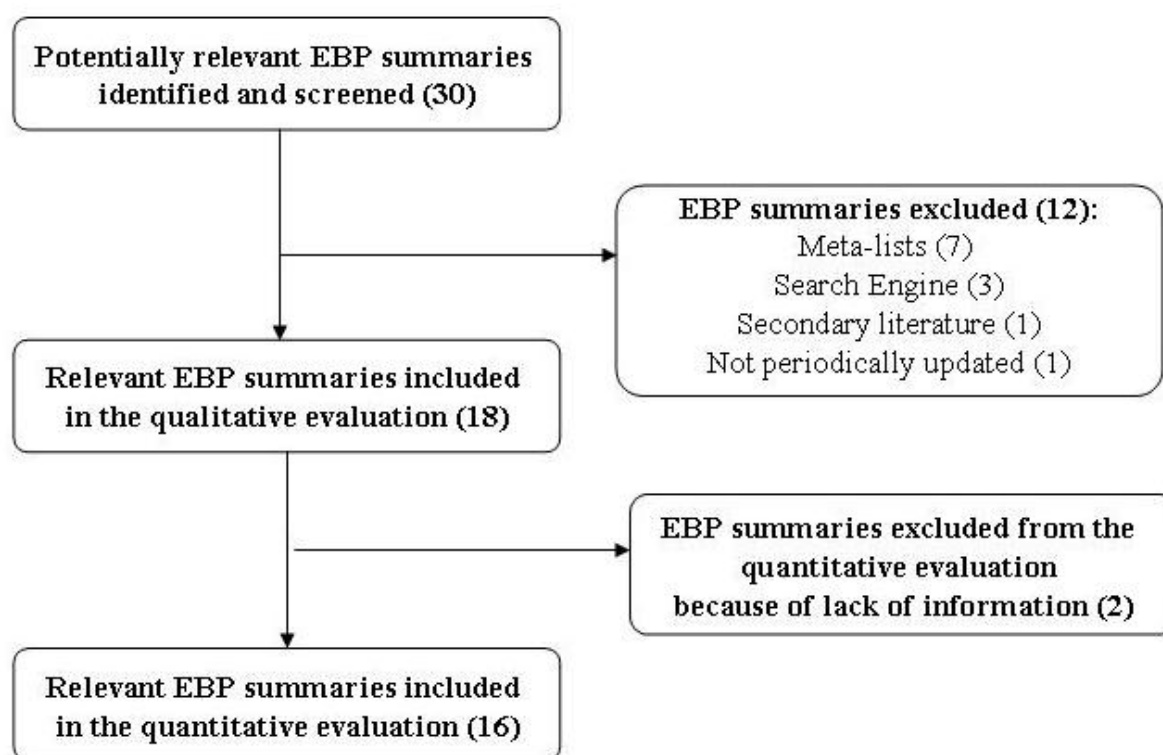 Potentially relevant EBP summaries
identified and screened (30)
EBP summaries excluded (12):
Meta-lists (7)
Search Engine (3)
Secondary literature (1)
Not periodically updated (1)
Relevant EBP summaries included
in the qualitative evaluation (18)
EBP summaries excluded from the
quantitative evaluation
because of lack of information (2)
Relevant EBP summaries included
in the quantitative evaluation (16)